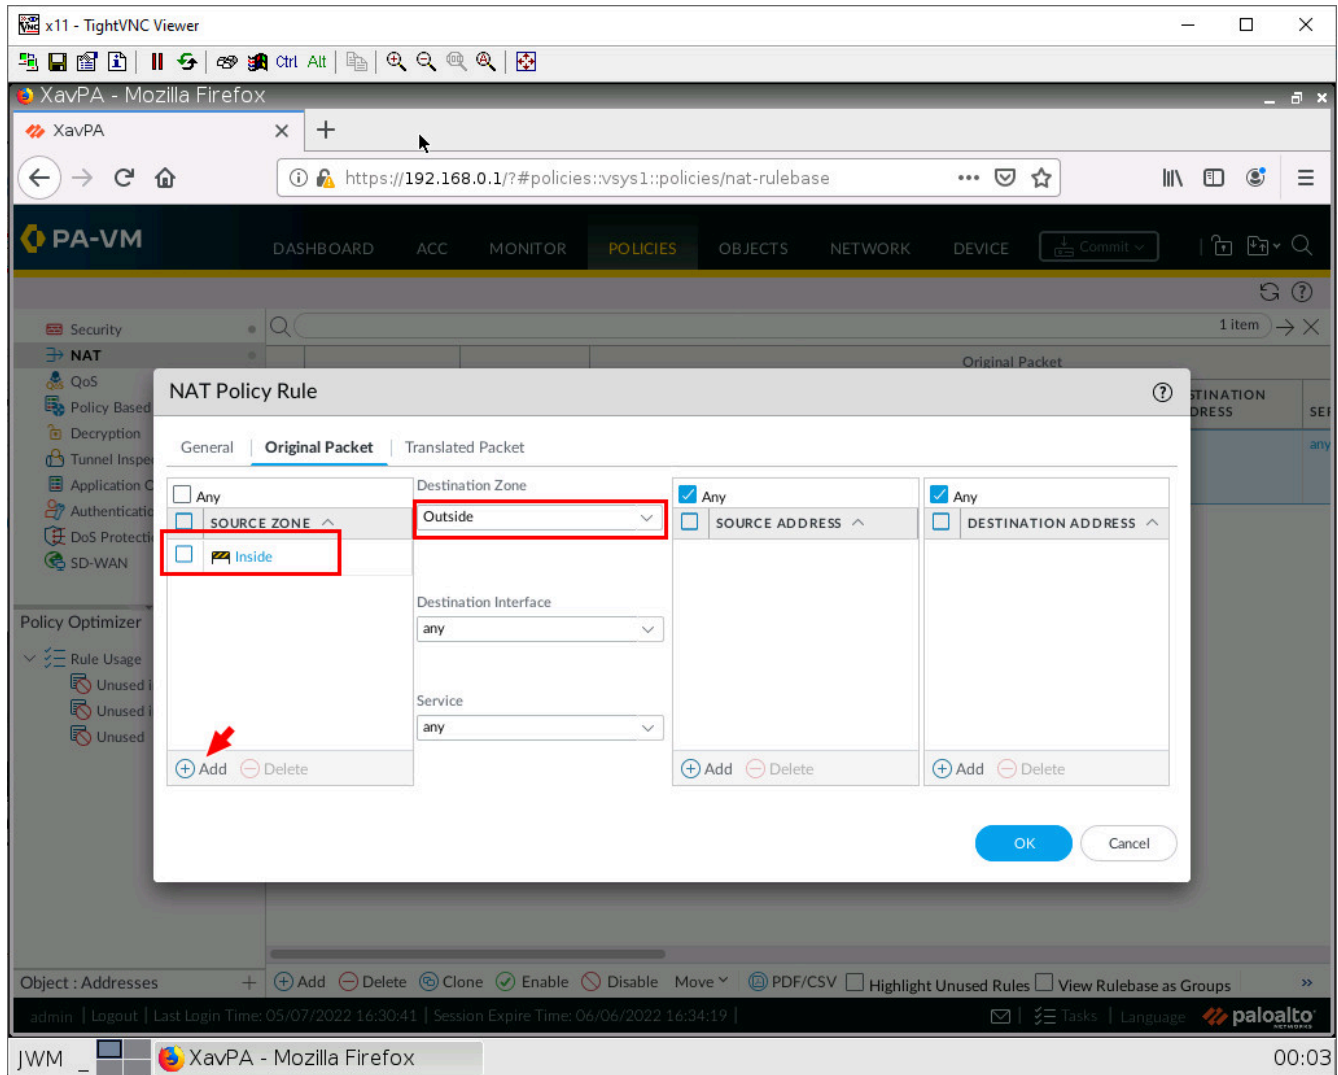 x11 - TightVNC Viewer
Ctrl Alt
XavPA - Mozilla Firefox
XavPA
https://192.168.0.1/?#policies::vsys1::policies/nat-rulebase
PA-VM
DASHBOARD ACC MONITOR POLICIES OBJECTS NETWORK DEVICE Commit
Security
1 item
NAT
Original Packet
QoS
NAT Policy Rule
Policy Based
Decryption
General Original Packet Translated Packet
Tunnel Inspe
any
Application
Any
Destination Zone
Any
Any
Authenticatio
SOURCE ZONE
Outside
SOURCE ADDRESS
DESTINATION ADDRESS
DoS Protecti
Inside
SD-WAN
Destination Interface
Policy Optimizer
any
Rule Usage
Unused i
Service
Unused i
any
Unused
Add Delete
Add Delete
Add Delete
OK Cancel
Object : Addresses
Add Delete Clone Enable Disable Move PDF/CSV Highlight Unused Rules View Rulebase as Groups
admin | Logout | Last Login Time: 05/07/2022 16:30:41 | Session Expire Time: 06/06/2022 16:34:19 |
Tasks | Language paloalto NETWORKS
JWM
XavPA - Mozilla Firefox
00:03